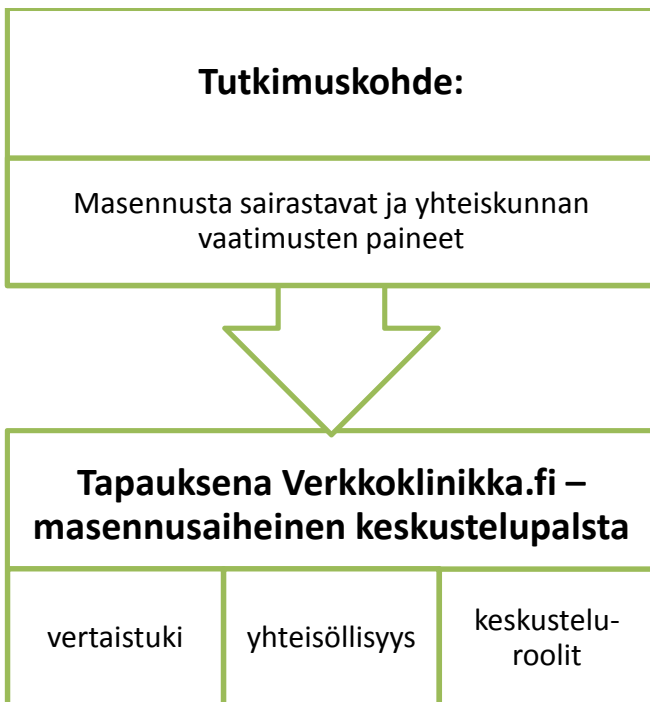 Tutkimuskohde:
Masennusta sairastavat ja yhteiskunnan
vaatimusten paineet
Tapauksena Verkkoklinikka.fi –
masennusaiheinen keskustelupalsta
vertaistuki
yhteisöllisyys
keskustelu-
roolit